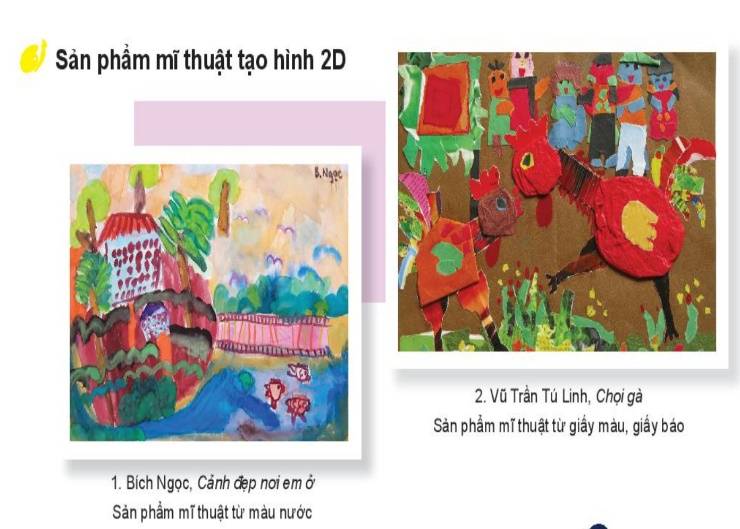 Sản phẩm mĩ thuật tạo hình 2D
B. Ngọc
1. Bích Ngọc, Cảnh đẹp nơi em ở
Sản phẩm mĩ thuật từ màu nước
2. Vũ Trần Tú Linh, Chọi gà
Sản phẩm mĩ thuật từ giấy màu, giấy báo